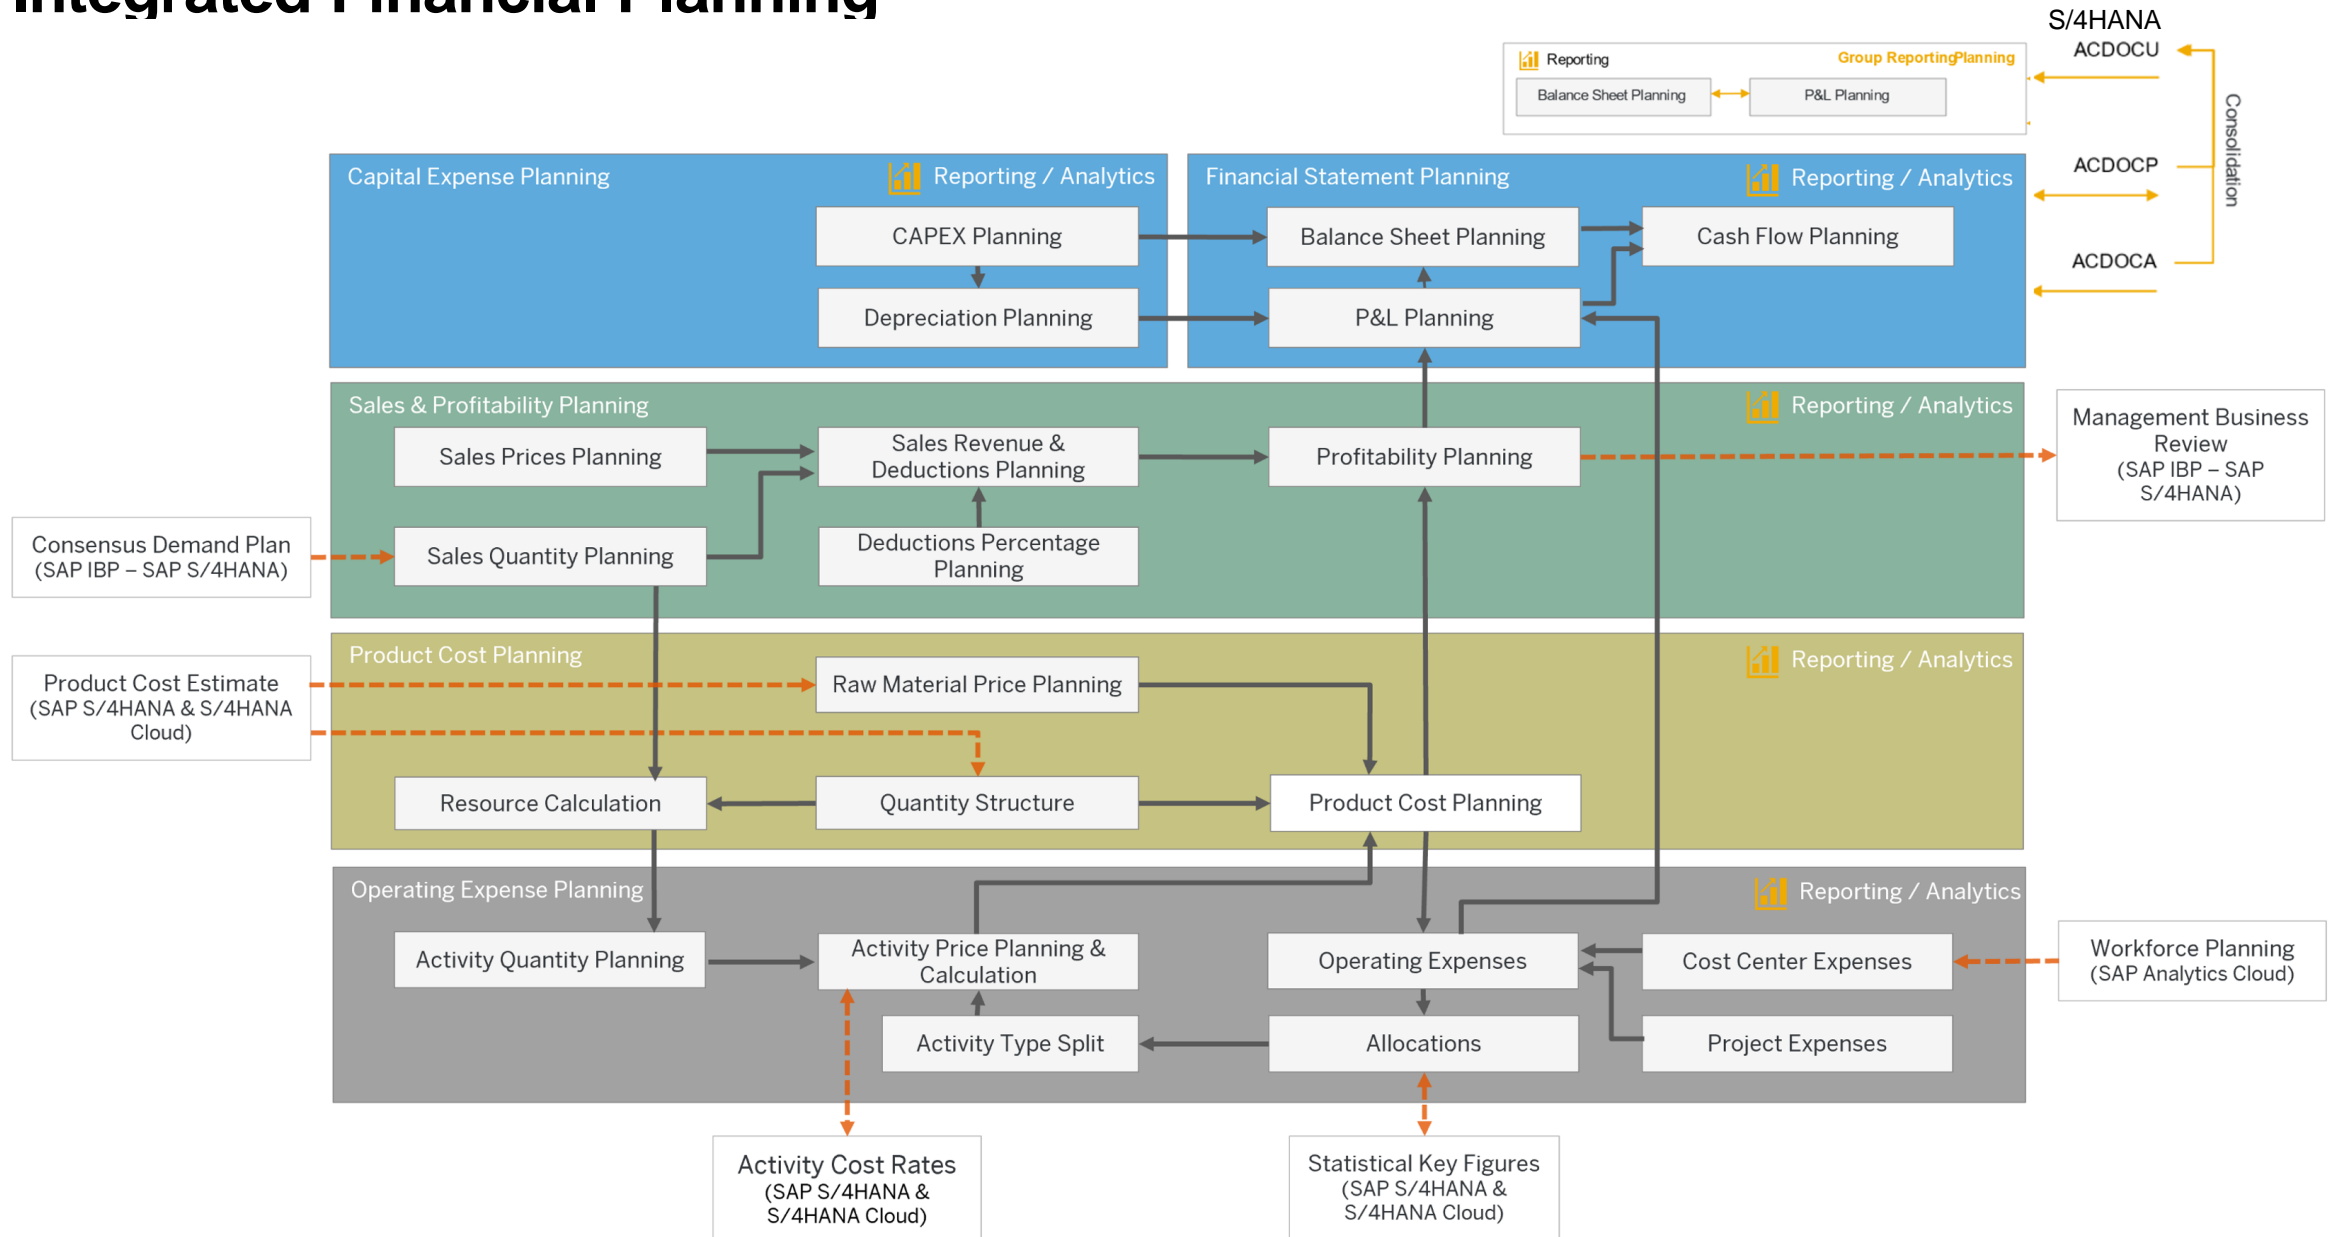 Integrated Financial Planning
S/4HANA
ACDOCU
Reporting
Group ReportingPlanning
Balance Sheet Planning
P&L Planning
Consolidation
ACDOCP
ACDOCA
Capital Expense Planning
Reporting / Analytics
CAPEX Planning
Depreciation Planning
Financial Statement Planning
Reporting / Analytics
Balance Sheet Planning
Cash Flow Planning
P&L Planning
Sales & Profitability Planning
Reporting / Analytics
Sales Prices Planning
Sales Revenue &
Deductions Planning
Profitability Planning
Management Business
Review
(SAP IBP – SAP
S/4HANA)
Consensus Demand Plan
(SAP IBP – SAP S/4HANA)
Sales Quantity Planning
Deductions Percentage
Planning
Product Cost Planning
Reporting / Analytics
Product Cost Estimate
(SAP S/4HANA & S/4HANA
Cloud)
Raw Material Price Planning
Resource Calculation
Quantity Structure
Product Cost Planning
Operating Expense Planning
Reporting / Analytics
Activity Quantity Planning
Activity Price Planning &
Calculation
Operating Expenses
Cost Center Expenses
Workforce Planning
(SAP Analytics Cloud)
Activity Type Split
Allocations
Project Expenses
Activity Cost Rates
(SAP S/4HANA &
S/4HANA Cloud)
Statistical Key Figures
(SAP S/4HANA &
S/4HANA Cloud)